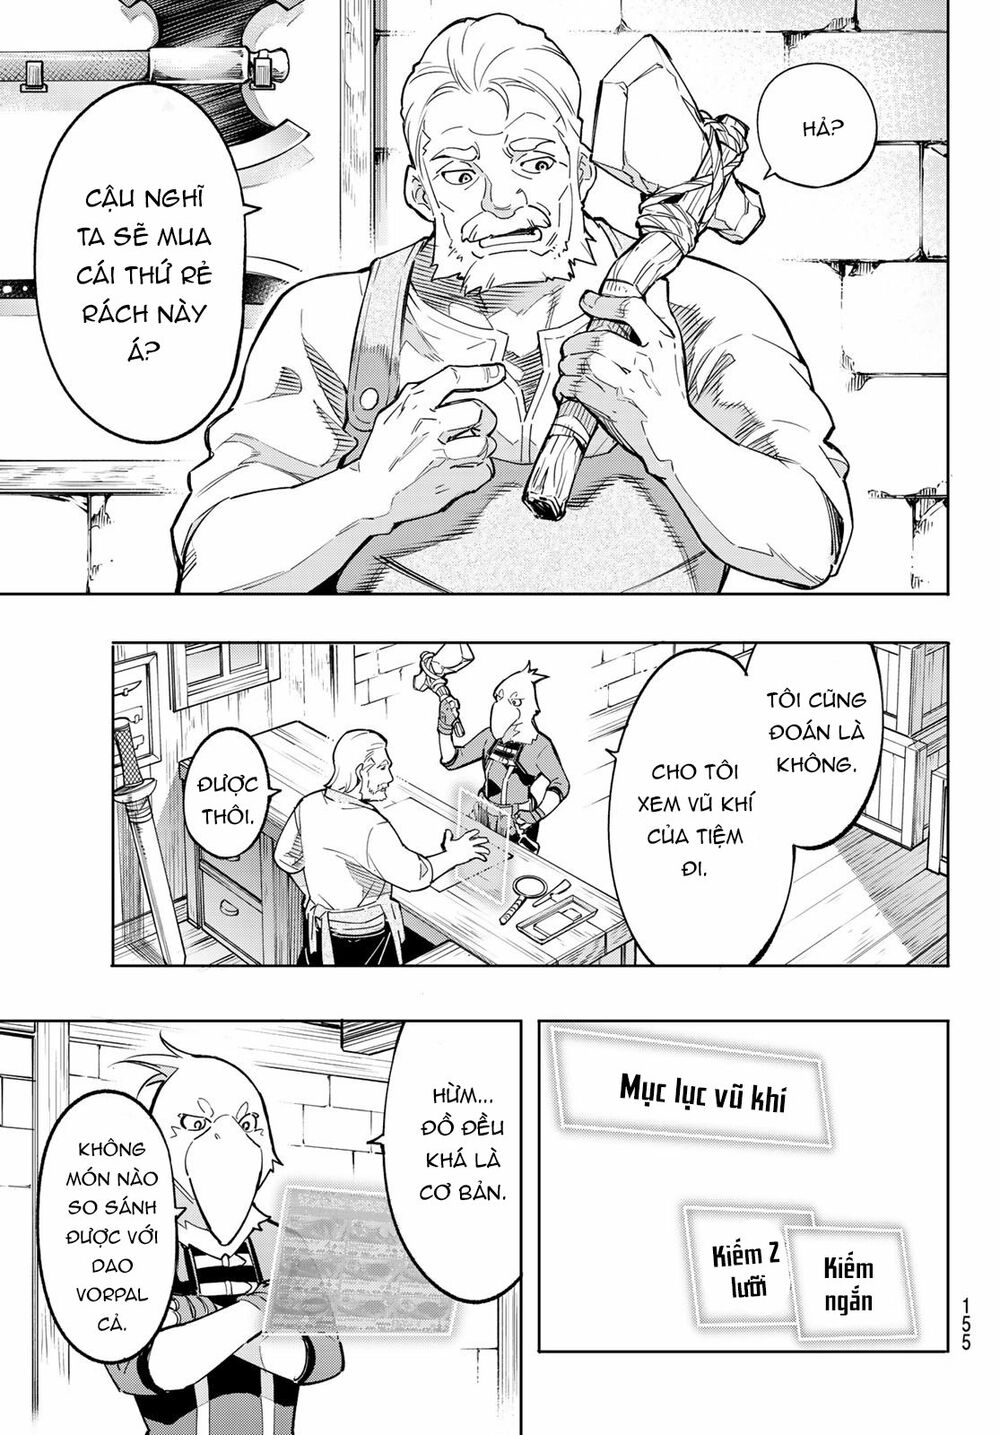 HẢ?
CẬU NGHĨ
TA SẼ MUA
CÁI THỨ RẺ
RÁCH NÀY
Á?
TÔI CŨNG
ĐOÁN LÀ
KHÔNG.
CHO TÔI
XEM VŨ KHÍ
CỦA TIỆM
ĐI.
ĐƯỢC
THÔI.
Mục lục vũ khí
Kiếm 2
lưỡi
Kiếm
ngắn
HỪM...
ĐỒ ĐỀU
KHÁ LÀ
CƠ BẢN.
KHÔNG
MÓN NÀO
SO SÁNH
ĐƯỢC VỚI
DAO
VORPAL
CẢ.
155